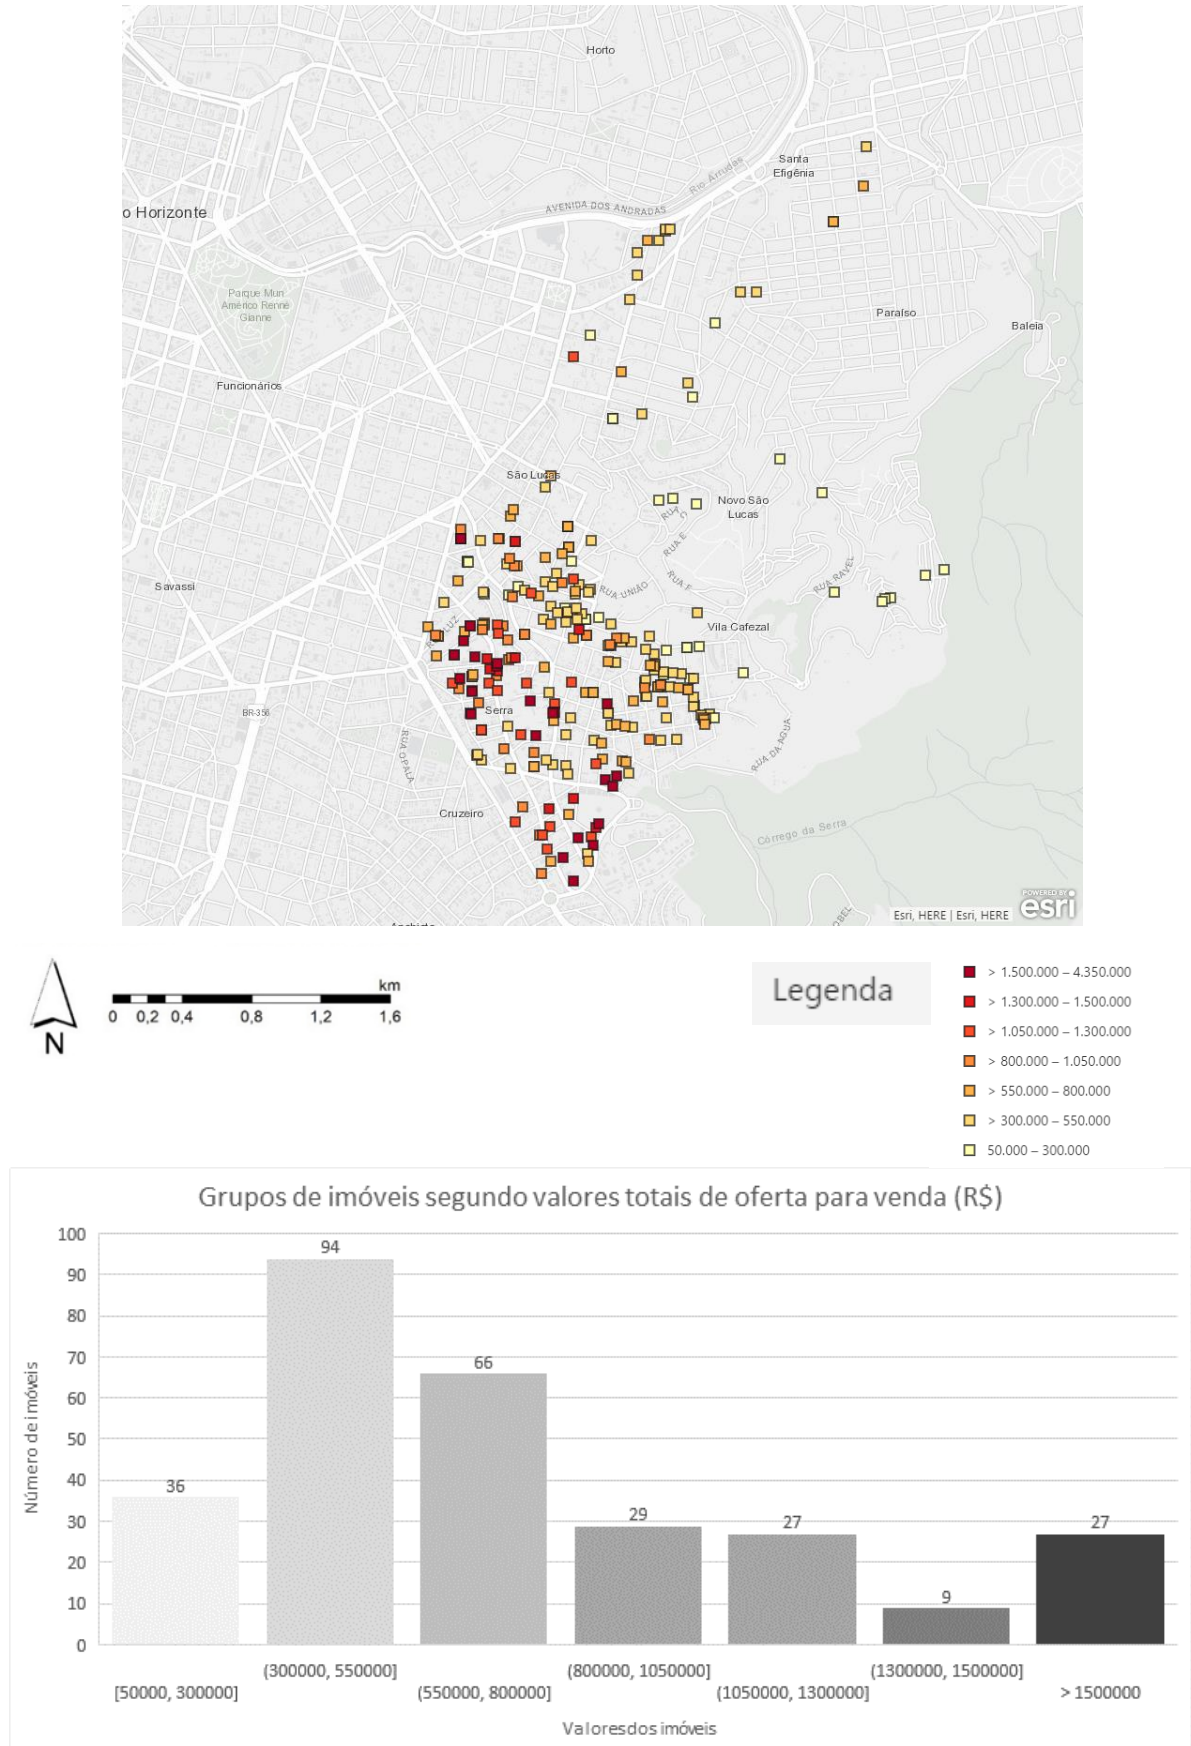 Horto
Santa
Efigênia
Rio Arrudas
AVENIDA DOS ANDRADAS
o Horizonte
Parque Mun
Américo Renné
Gianne
Paraíso
Baleia
Funcionários
São Lucas
Novo São
Lucas
RUA E
RUA UNIÃO
RUA F
RUA RAVEL
Savassi
Vila Cafezal
Serra
BR-356
RUA OPALA
RUA DA AGUA
Cruzeiro
Córrego da Serra
POWERED BY
esri
Esri, HERE | Esri, HERE
km
0 0,2 0,4 0,8 1,2 1,6
N
Legenda
> 1.500.000 – 4.350.000
> 1.300.000 – 1.500.000
> 1.050.000 – 1.300.000
> 800.000 – 1.050.000
> 550.000 – 800.000
> 300.000 – 550.000
50.000 – 300.000
Grupos de imóveis segundo valores totais de oferta para venda (R$)
Número de imóveis
100
90
80
70
60
50
40
30
20
10
0
36
94
66
29
27
9
27
[50000, 300000]
(300000, 550000]
(550000, 800000]
(800000, 1050000]
(1050000, 1300000]
(1300000, 1500000]
> 1500000
Valoresdos imóveis